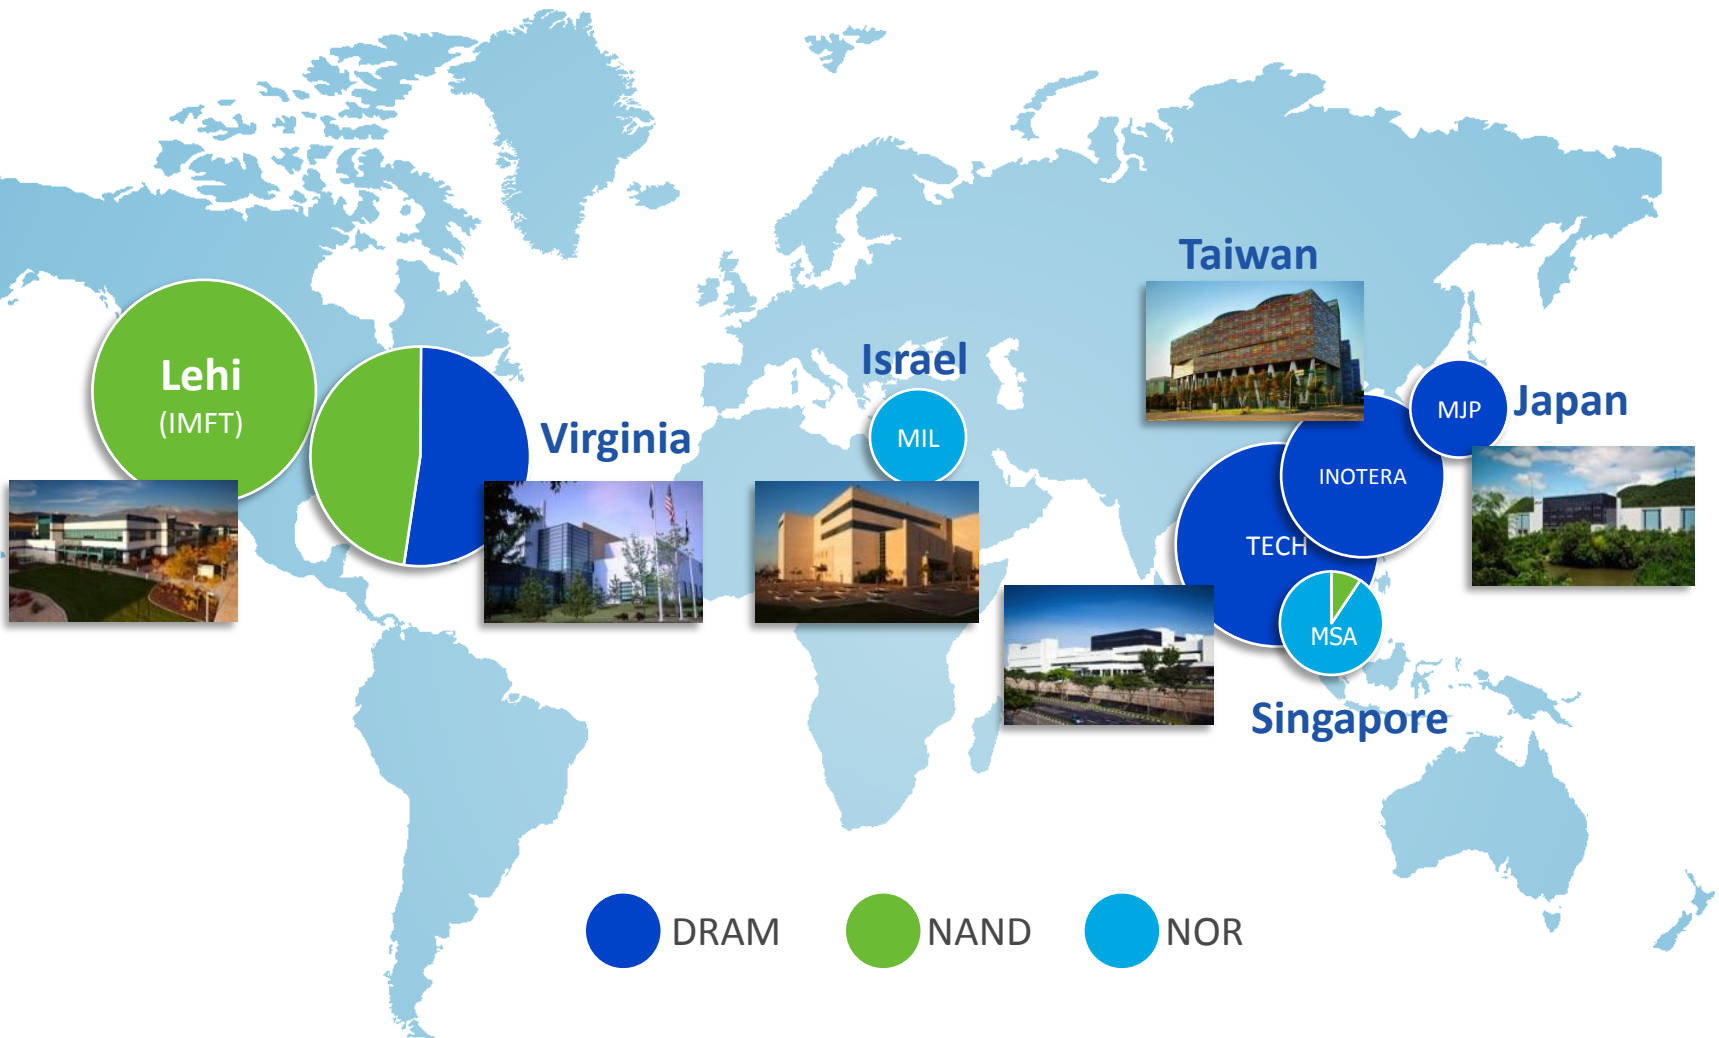 Taiwan
Lehi
(IMFT)
Virginia
Israel
MIL
MJP
Japan
INOTERA
TECH
MSA
Singapore
DRAM
NAND
NOR